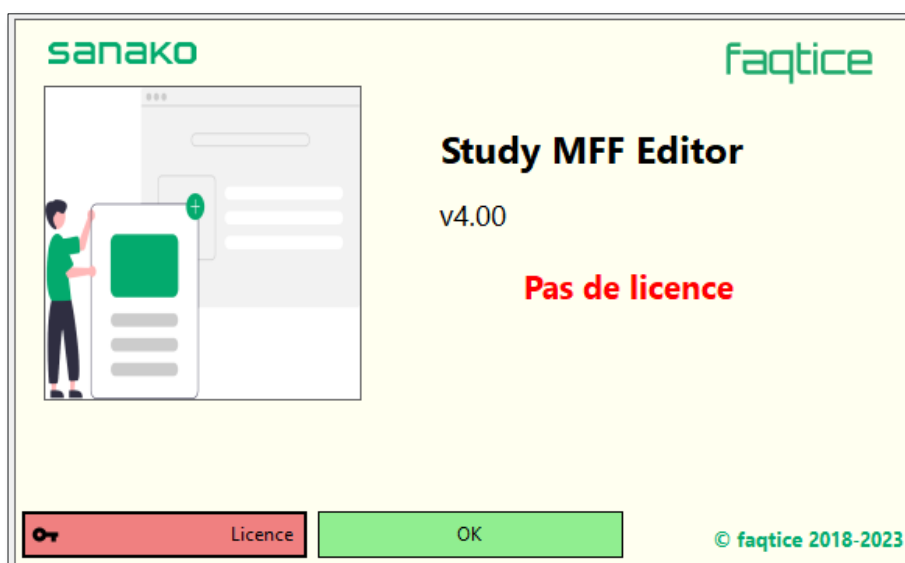 sanako
faqtice
Study MFF Editor
v4.00
Pas de licence
Licence
OK
© faqtice 2018-2023